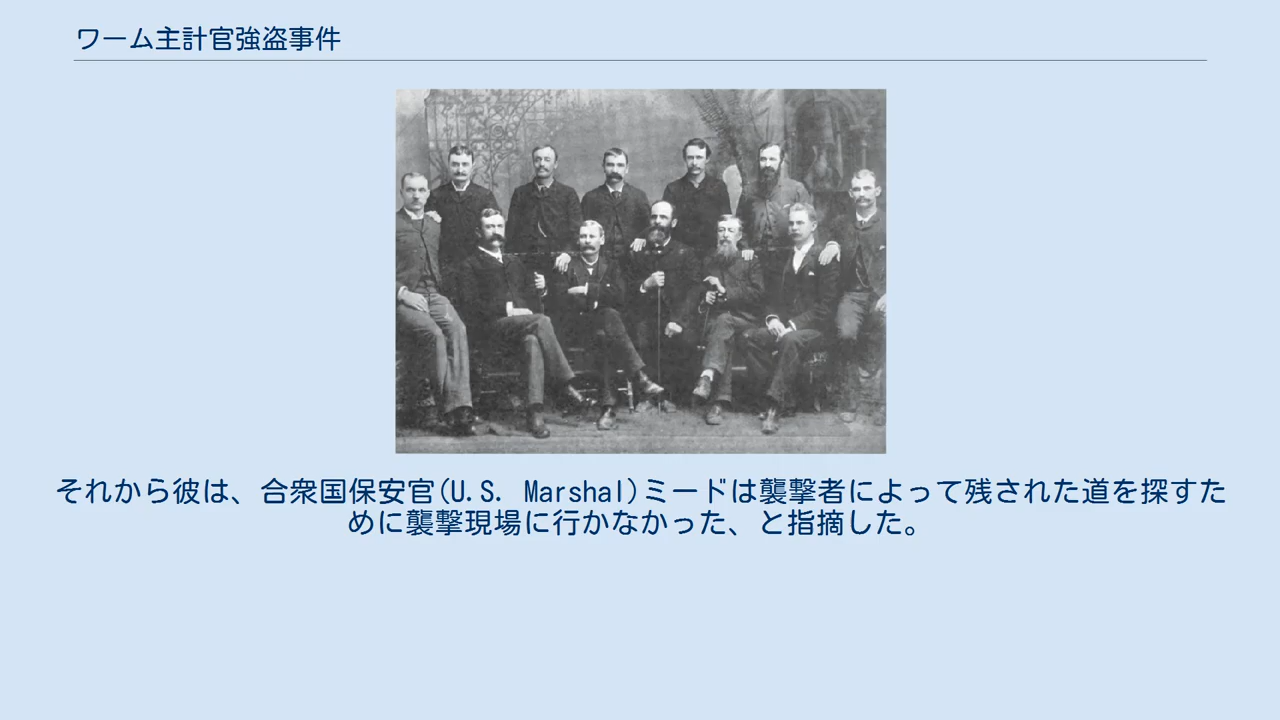 ワーム主計官強盗事件
それから彼は、合衆国保安官(U.S. Marshal)ミードは襲撃者によって残された道を探すた
めに襲撃現場に行かなかった、と指摘した。